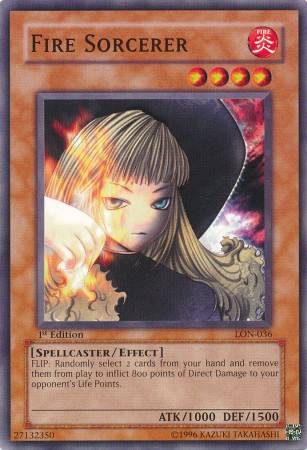 FIRE SORCERER
FIRE
炎
1st Edition
LON-036
[SPELLCASTER/EFFECT]
FLIP: Randomly select 2 cards from your hand and remove
them from play to inflict 800 points of Direct Damage to your
opponent's Life Points.
ATK/1000 DEF/1500
27132350
©1996 KAZUKI TAKAHASHI